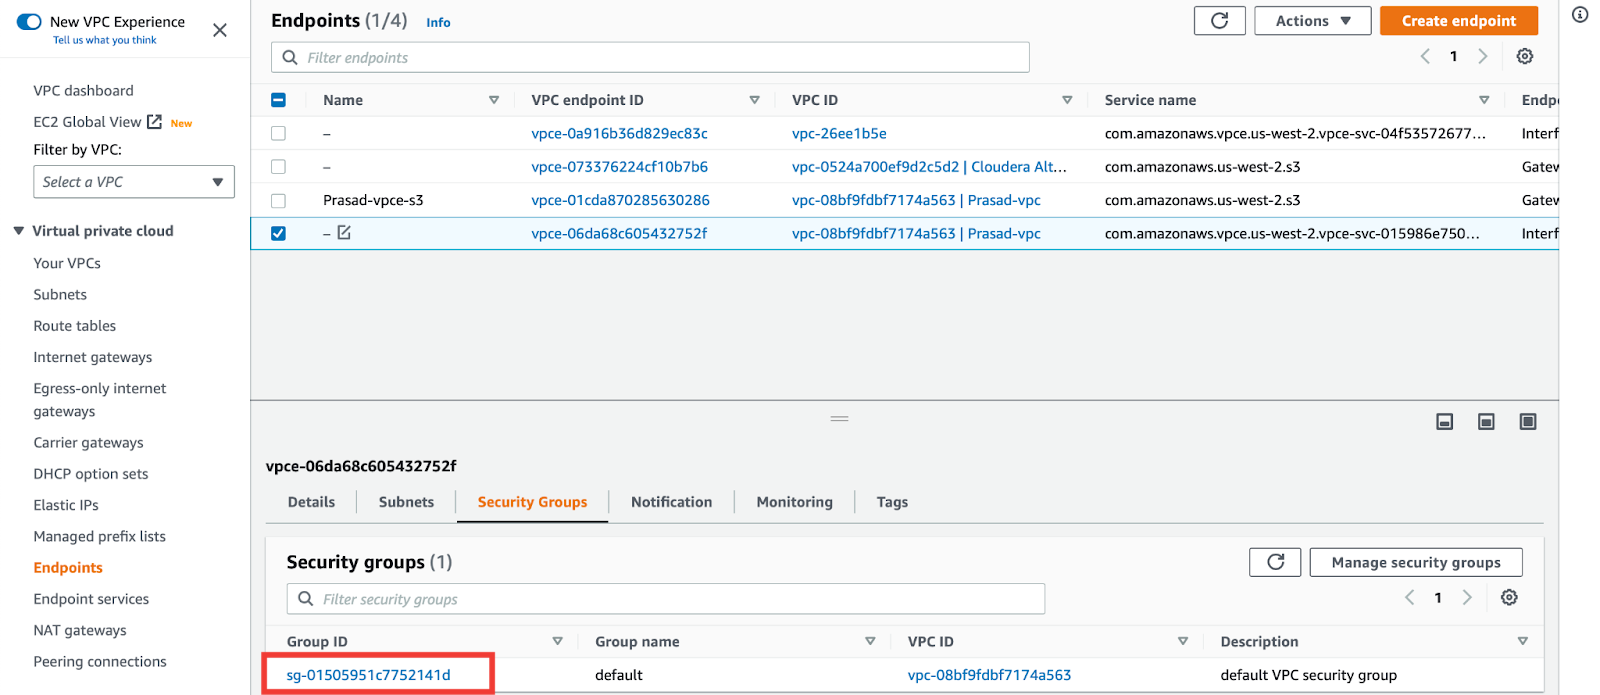 New VPC Experience
Tell us what you think
VPC dashboard
EC2 Global View New
Filter by VPC:
Select a VPC
Virtual private cloud
Your VPCs
Subnets
Route tables
Internet gateways
Egress-only internet
gateways
Carrier gateways
DHCP option sets
Elastic IPs
Managed prefix lists
Endpoints
Endpoint services
NAT gateways
Peering connections
Endpoints (1/4) Info
Actions
Create endpoint
Filter endpoints
1
Name VPC endpoint ID VPC ID Service name Endpo
– vpce-0a916b36d829ec83c vpc-26ee1b5e com.amazonaws.vpce.us-west-2.vpce-svc-04f53572677... Interf
– vpce-073376224cf10b7b6 vpc-0524a700ef9d2c5d2 | Cloudera Alt... com.amazonaws.us-west-2.s3 Gatew
Prasad-vpce-s3 vpce-01cda870285630286 vpc-08bf9fdbf7174a563 | Prasad-vpc com.amazonaws.us-west-2.s3 Gatew
– vpce-06da68c605432752f vpc-08bf9fdbf7174a563 | Prasad-vpc com.amazonaws.vpce.us-west-2.vpce-svc-015986e750... Interf
vpce-06da68c605432752f
Details Subnets Security Groups Notification Monitoring Tags
Security groups (1)
Manage security groups
Filter security groups
1
Group ID Group name VPC ID Description
sg-01505951c7752141d default vpc-08bf9fdbf7174a563 default VPC security group